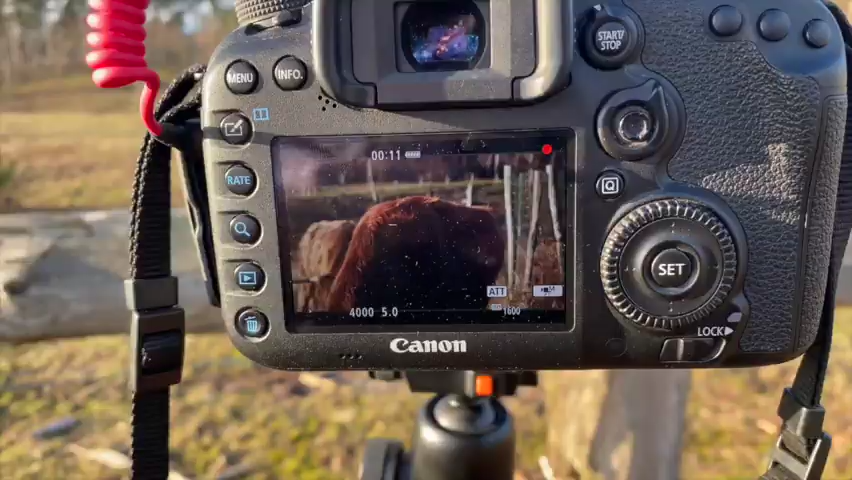 START/
STOP
MENU
INFO.
RATE
00:11
Q
SET
ATT
4000 5.0
1600
LOCK
Canon